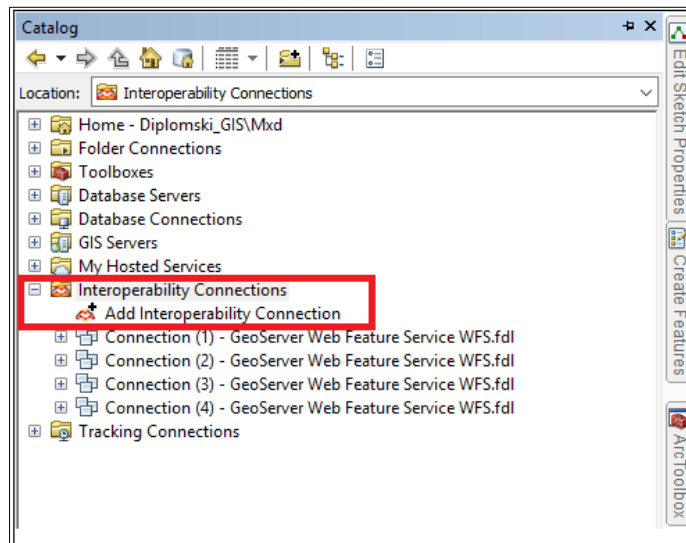 Catalog
Location: Interoperability Connections
Home - Diplomski_GIS\Mxd
Folder Connections
Toolboxes
Database Servers
Database Connections
GIS Servers
My Hosted Services
Interoperability Connections
Add Interoperability Connection
Connection (1) - GeoServer Web Feature Service WFS.fdl
Connection (2) - GeoServer Web Feature Service WFS.fdl
Connection (3) - GeoServer Web Feature Service WFS.fdl
Connection (4) - GeoServer Web Feature Service WFS.fdl
Tracking Connections
Edit Sketch Properties
Create Features
ArcToolbox